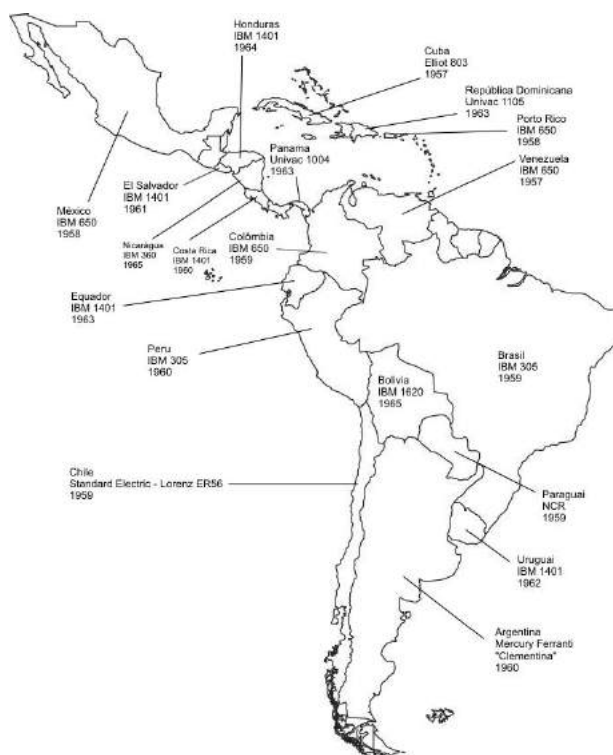 Honduras
IBM 1401
1964
Cuba
Elliot 803
1957
República Dominicana
Univac 1105
1963
Porto Rico
IBM 650
1958
Venezuela
IBM 650
1957
Panama
Univac 1004
1963
El Salvador
IBM 1401
1961
México
IBM 650
1958
Nicarágua
IBM 360
1965
Costa Rica
IBM 1401
1960
Colômbia
IBM 650
1959
Equador
IBM 1401
1963
Peru
IBM 305
1960
Brasil
IBM 305
1959
Bolivia
IBM 1620
1965
Chile
Standard Electric - Lorenz ER56
1959
Paraguai
NCR
1959
Uruguai
IBM 1401
1962
Argentina
Mercury Ferranti
"Clementina"
1960